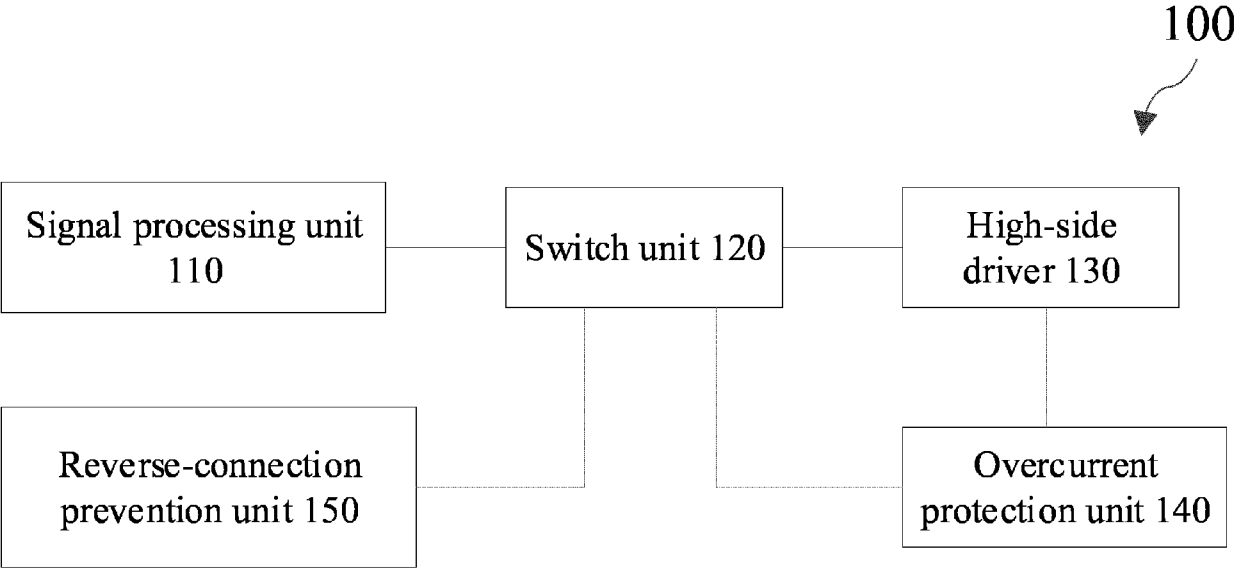 100
Signal processing unit
110
Switch unit 120
High-side
driver 130
Reverse-connection
prevention unit 150
Overcurrent
protection unit 140